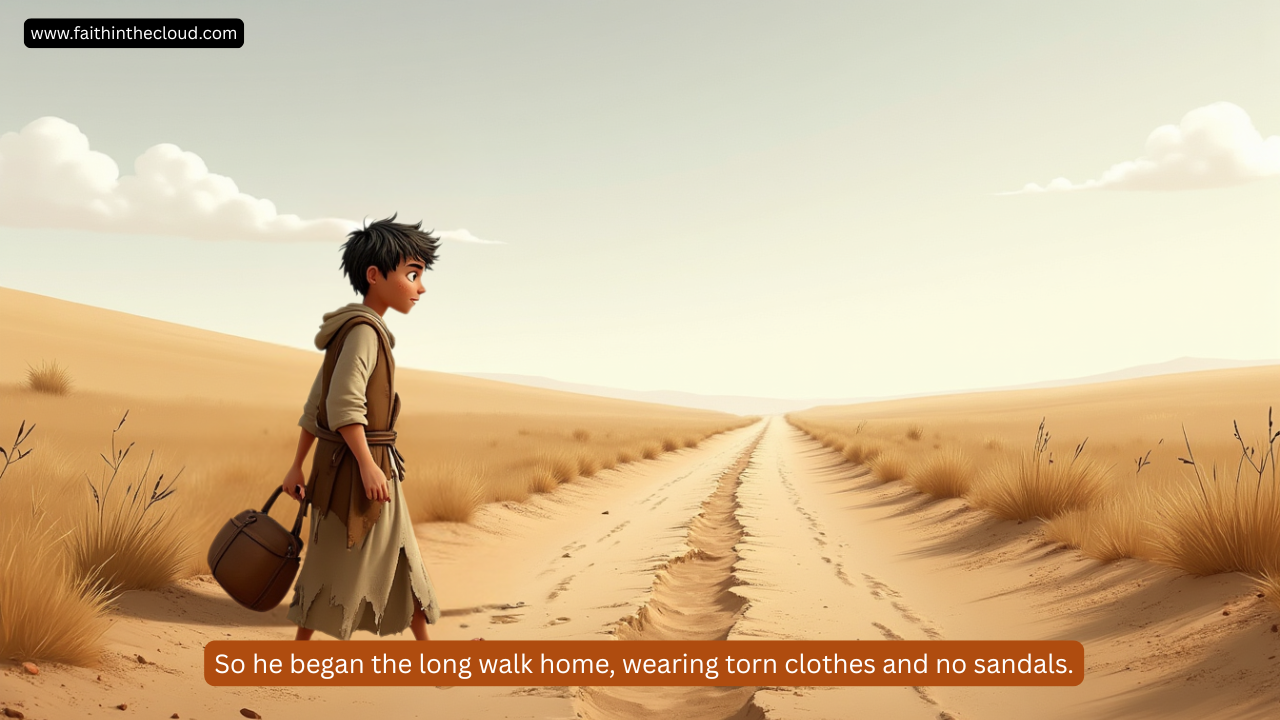 www.faithinthecloud.com
So he began the long walk home, wearing torn clothes and no sandals.